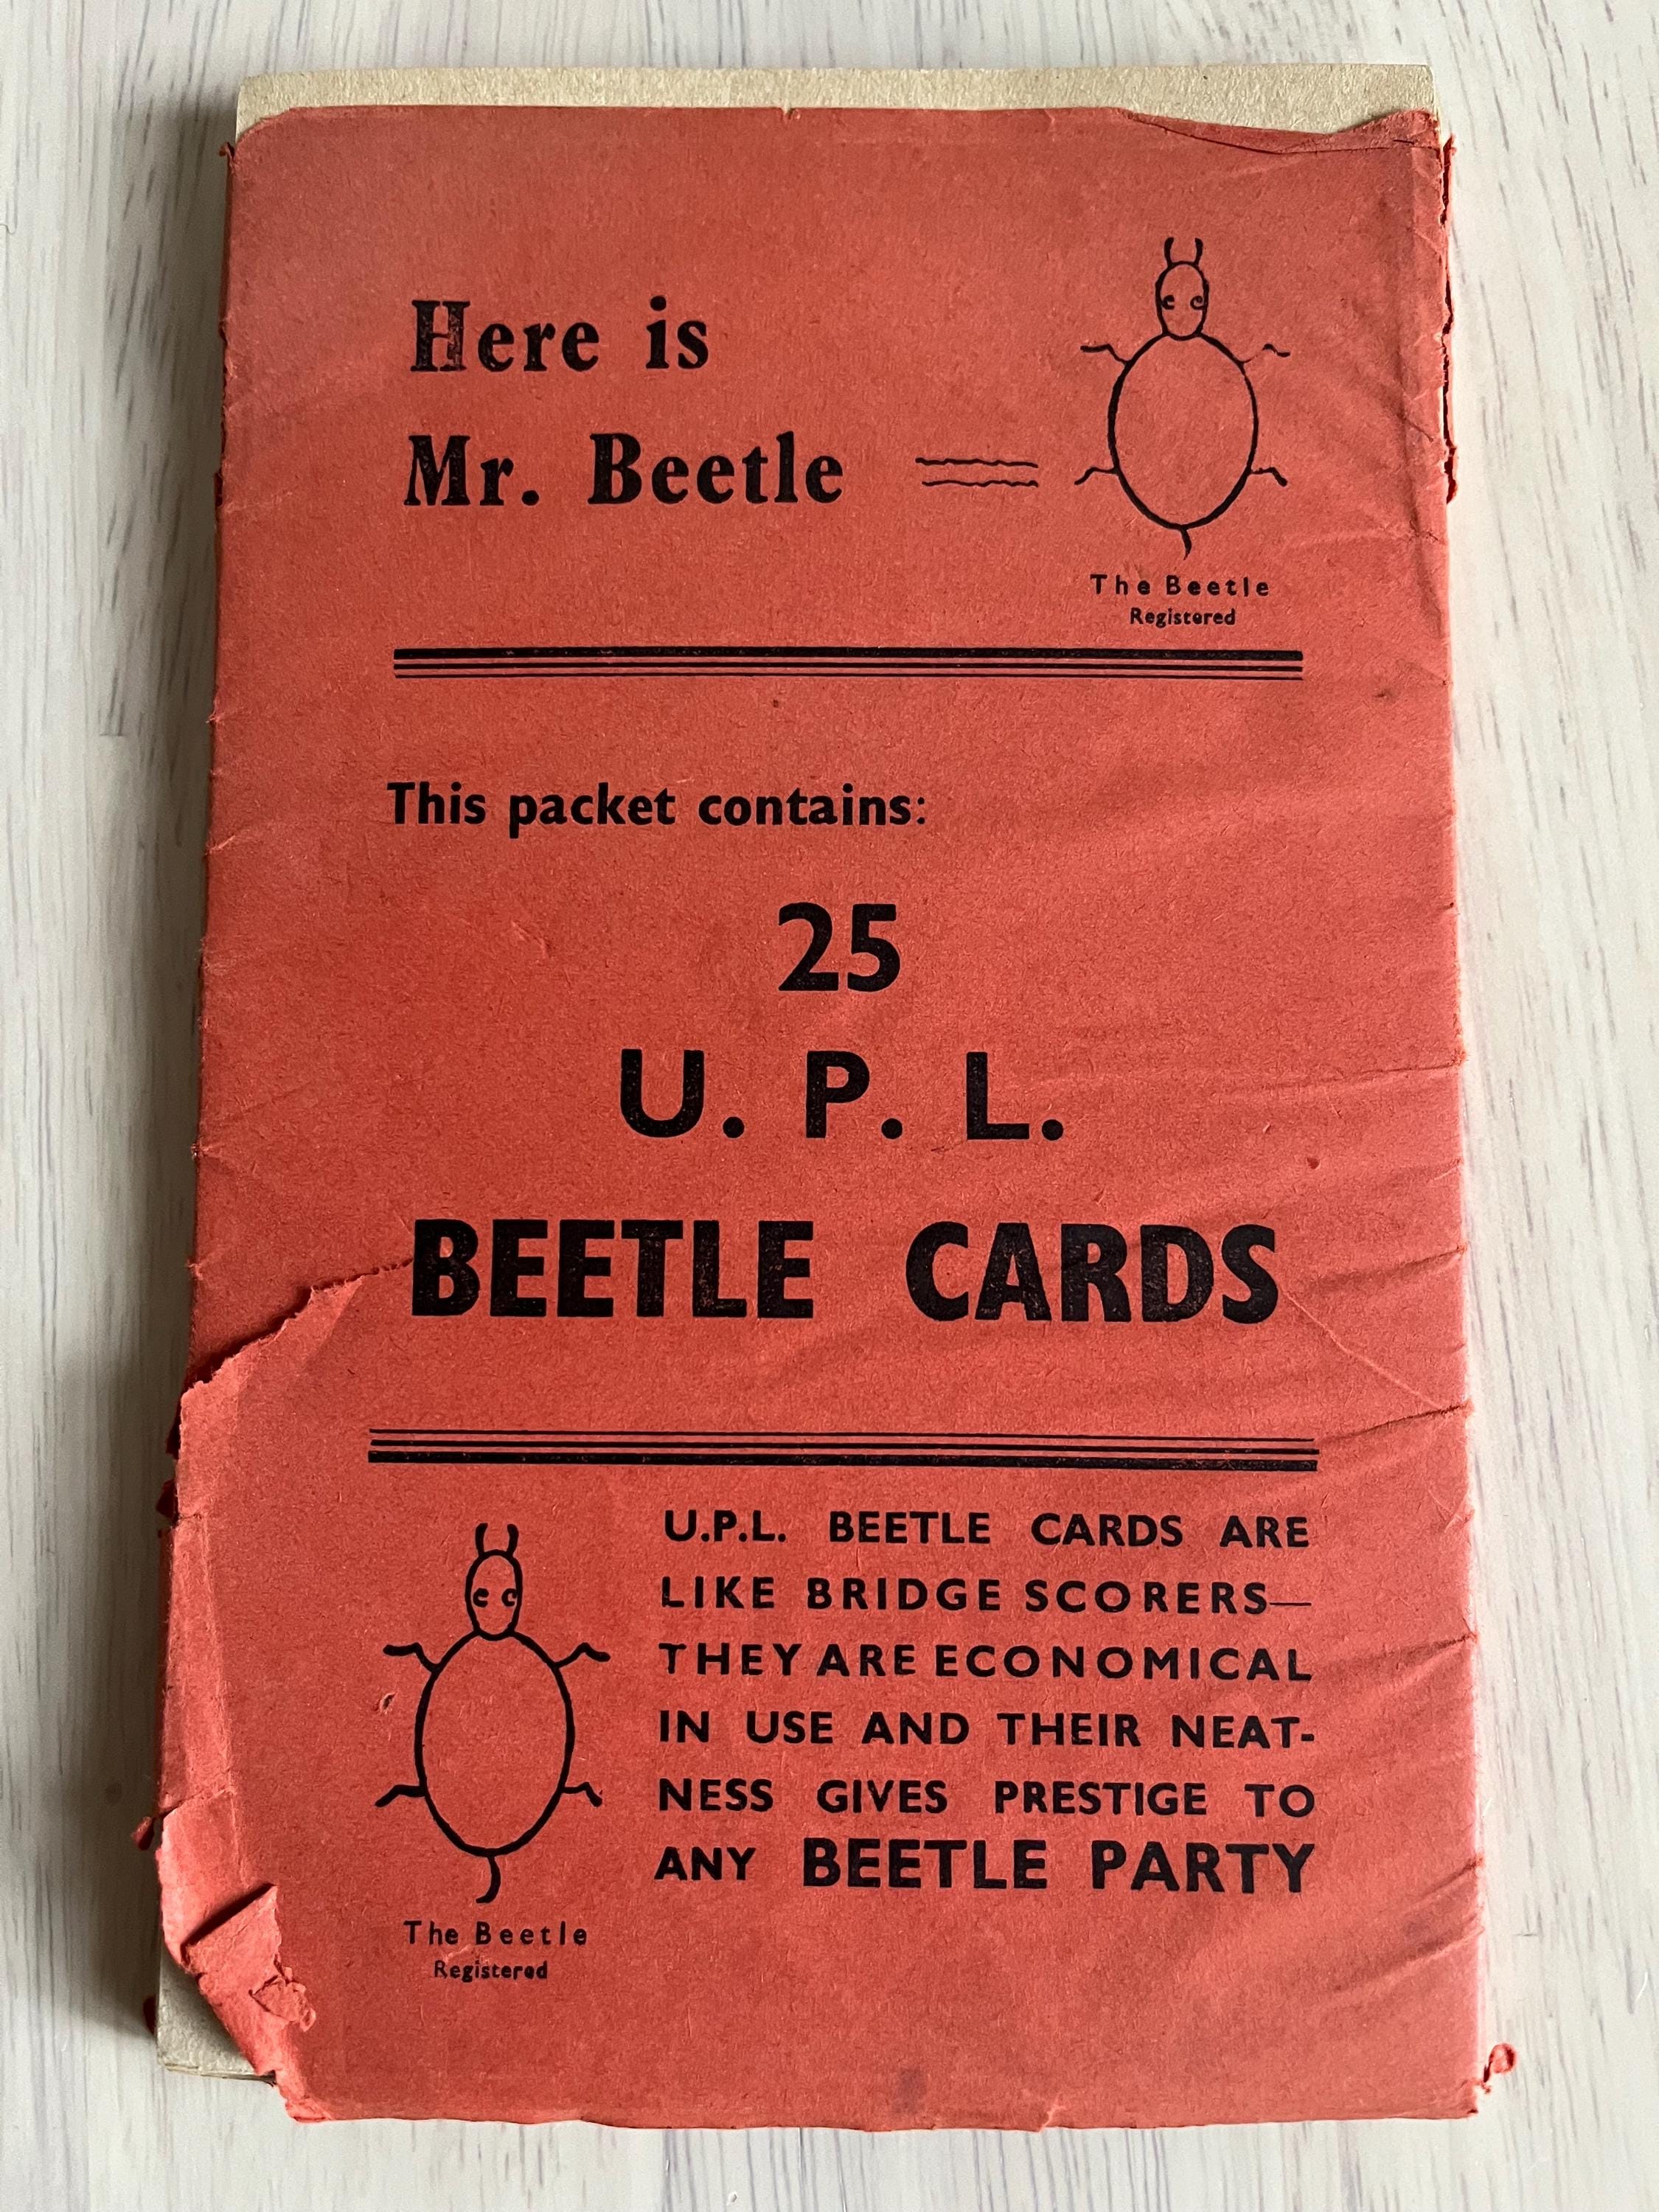 Here is
Mr. Beetle
The Beetle
Registered
This packet contains:
25
U. P. L.
BEETLE CARDS
U.P.L. BEETLE CARDS ARE
LIKE BRIDGE SCORERS—
THEY ARE ECONOMICAL
IN USE AND THEIR NEAT-
NESS GIVES PRESTIGE TO
ANY BEETLE PARTY
The Beetle
Registered